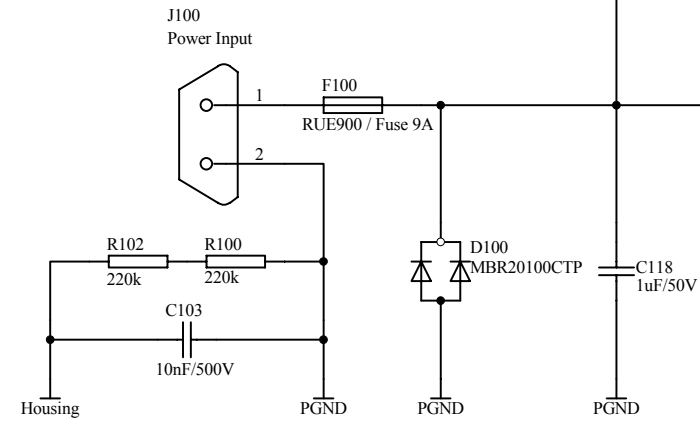 J100
Power Input
1
F100
RUE900 / Fuse 9A
2
R102
R100
220k
220k
D100
MBR20100CTP
C118
1uF/50V
C103
10nF/500V
Housing
PGND
PGND
PGND